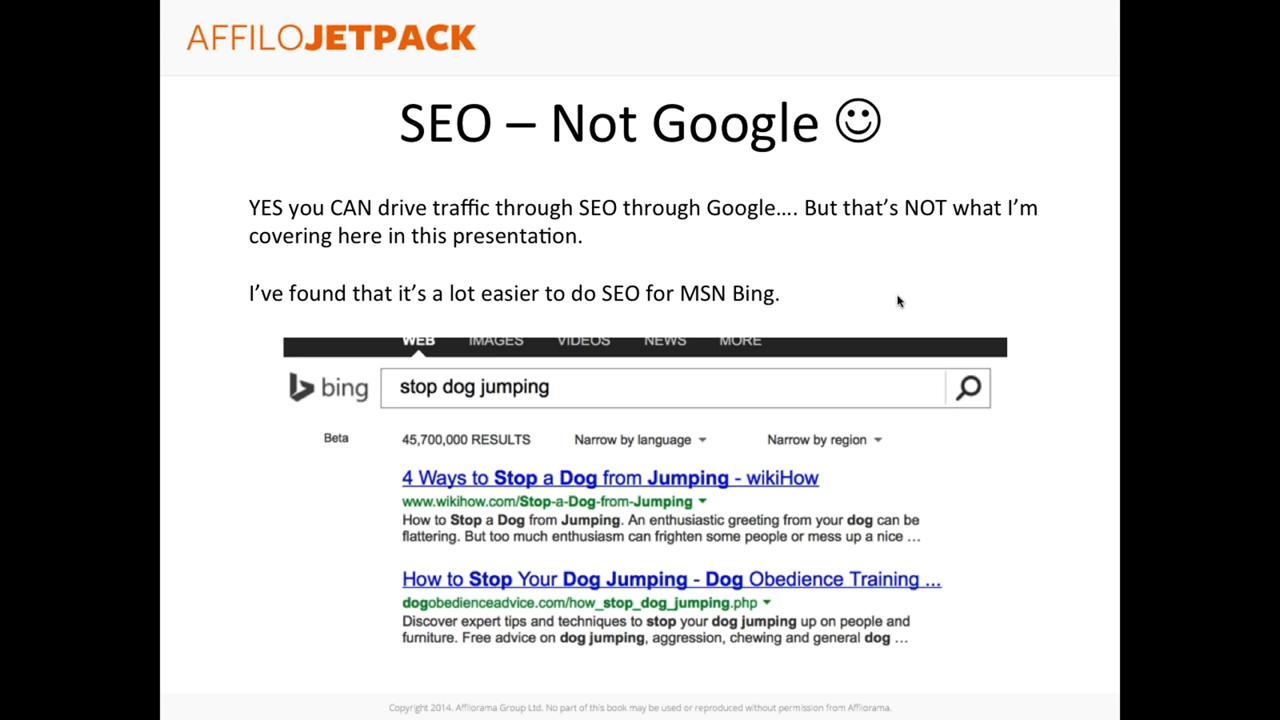 AFFILOJETPACK
SEO – Not Google ☺
YES you CAN drive traffic through SEO through Google…. But that’s NOT what I’m
covering here in this presentation.
I’ve found that it’s a lot easier to do SEO for MSN Bing.
WEB IMAGES VIDEOS NEWS MORE
bing stop dog jumping
Beta 45,700,000 RESULTS Narrow by language Narrow by region
4 Ways to Stop a Dog from Jumping - wikiHow
www.wikihow.com/Stop-a-Dog-from-Jumping
How to Stop a Dog from Jumping. An enthusiastic greeting from your dog can be
flattering. But too much enthusiasm can frighten some people or mess up a nice ...
How to Stop Your Dog Jumping - Dog Obedience Training ...
dogobedienceadvice.com/how_stop_dog_jumping.php
Discover expert tips and techniques to stop your dog jumping up on people and
furniture. Free advice on dog jumping, aggression, chewing and general dog ...
Copyright 2014. Affilorama Group Ltd. No part of this book may be used or reproduced without permission from Affilorama.